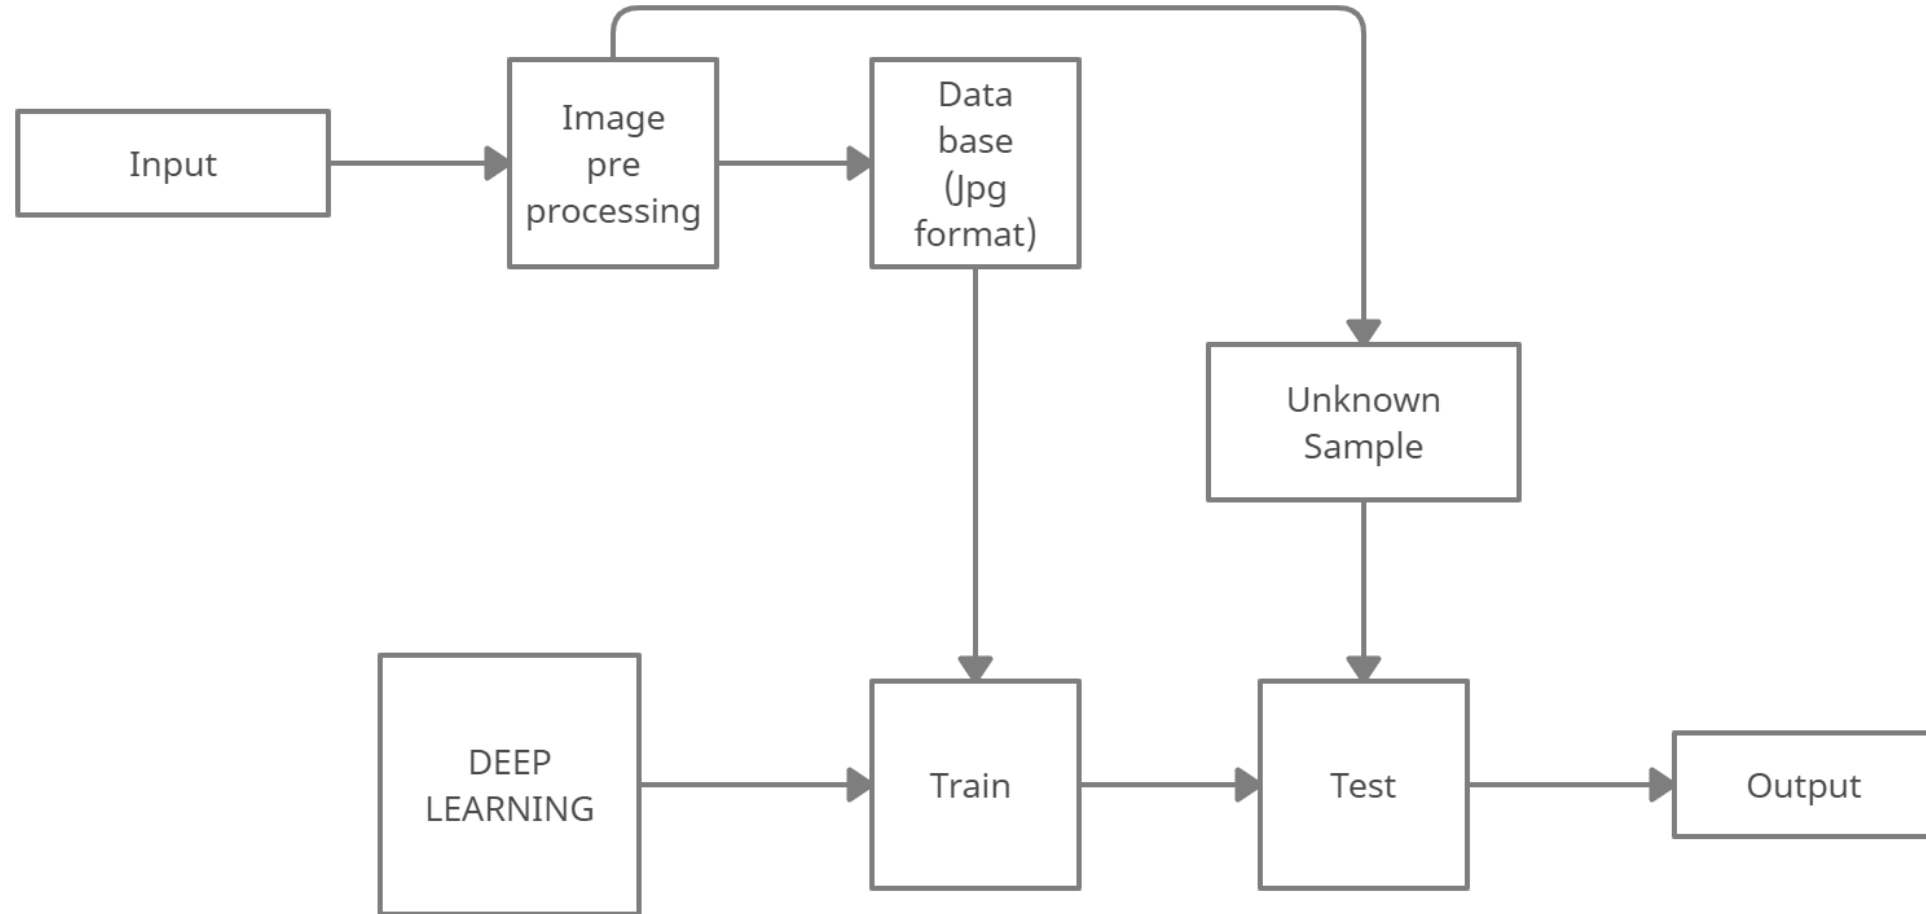 Input
Image
pre
processing
Data
base
(Jpg
format)
Unknown
Sample
DEEP
LEARNING
Train
Test
Output